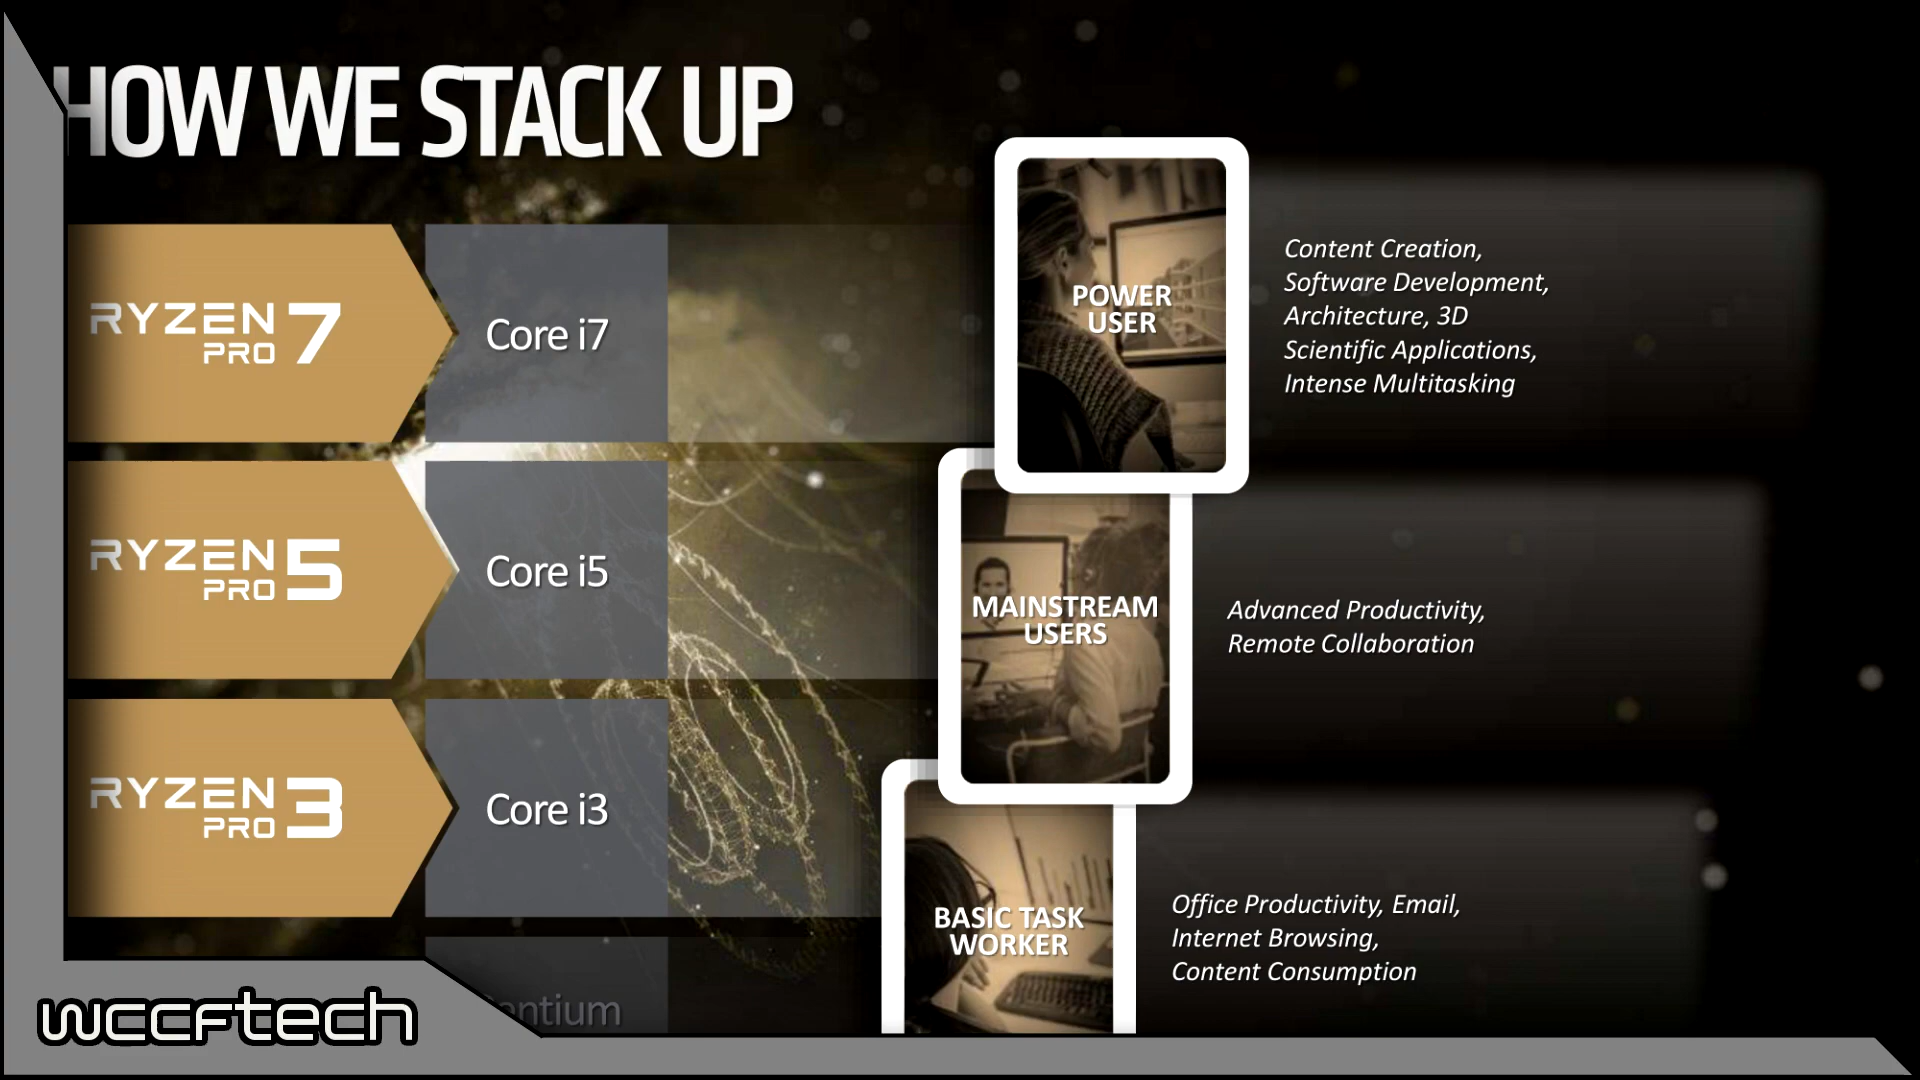 HOW WE STACK UP
RYZEN 7
PRO
Core i7
POWER
USER
Content Creation,
Software Development,
Architecture, 3D
Scientific Applications,
Intense Multitasking
RYZEN 5
PRO
Core i5
MAINSTREAM
USERS
Advanced Productivity,
Remote Collaboration
RYZEN 3
PRO
Core i3
BASIC TASK
WORKER
Office Productivity, Email,
Internet Browsing,
Content Consumption
entium
wccftech